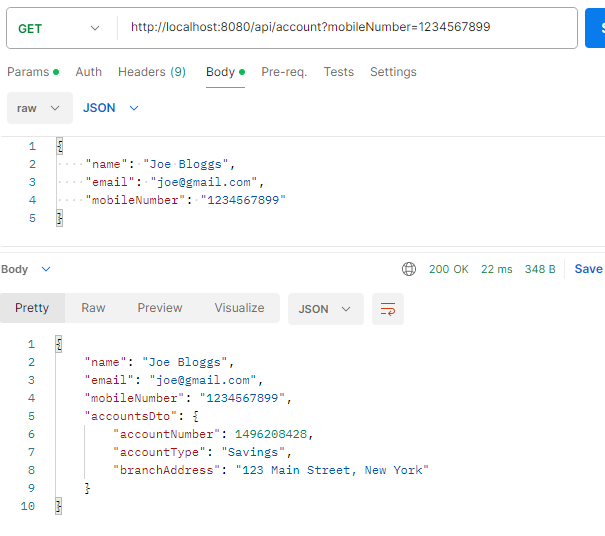 GET http://localhost:8080/api/account?mobileNumber=1234567899
Params Auth Headers (9) Body Pre-req. Tests Settings
raw JSON
1 {
2 "name": "Joe Bloggs",
3 "email": "joe@gmail.com",
4 "mobileNumber": "1234567899"
5 }
Body 200 OK 22 ms 348 B Save
Pretty Raw Preview Visualize JSON
1 {
2 "name": "Joe Bloggs",
3 "email": "joe@gmail.com",
4 "mobileNumber": "1234567899",
5 "accountsDto": {
6 "accountNumber": 1496208428,
7 "accountType": "Savings",
8 "branchAddress": "123 Main Street, New York"
9 }
10 }